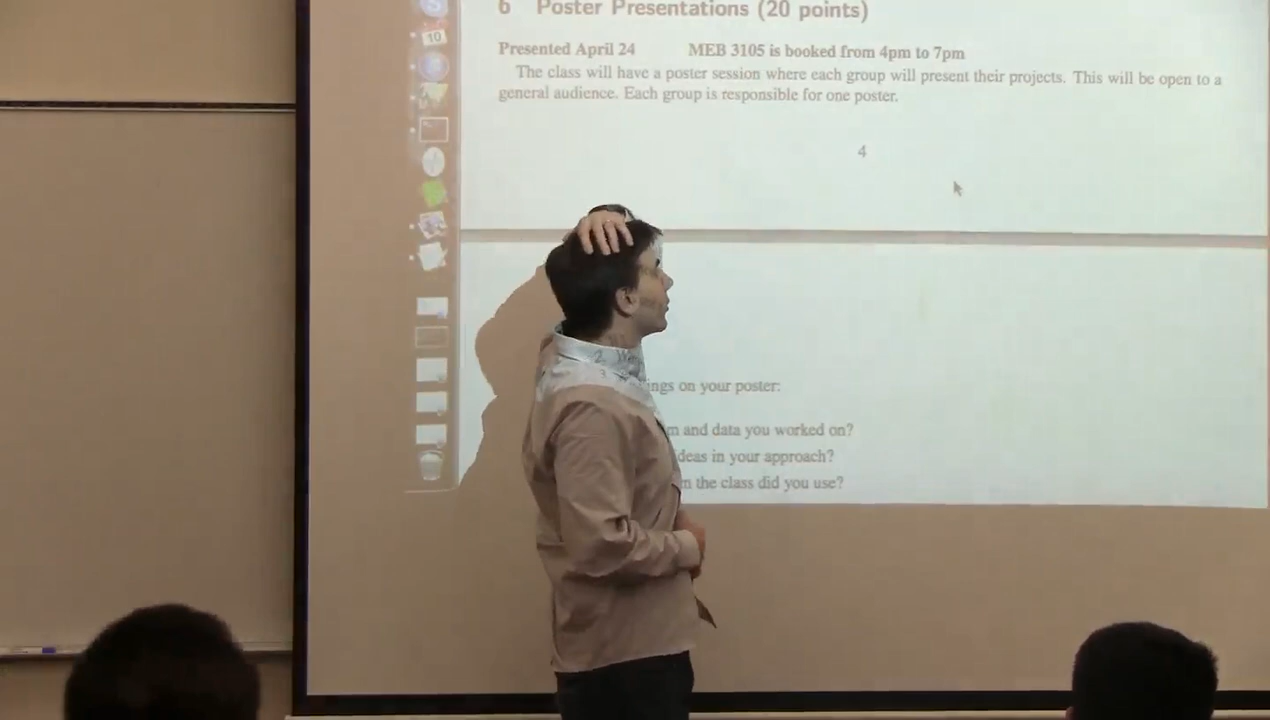 6 Poster Presentations (20 points)
Presented April 24 MEB 3105 is booked from 4pm to 7pm
The class will have a poster session where each group will present their projects. This will be open to a
general audience. Each group is responsible for one poster.
4
10
2.
3.
ings on your poster:
and data you worked on?
deas in your approach?
the class did you use?